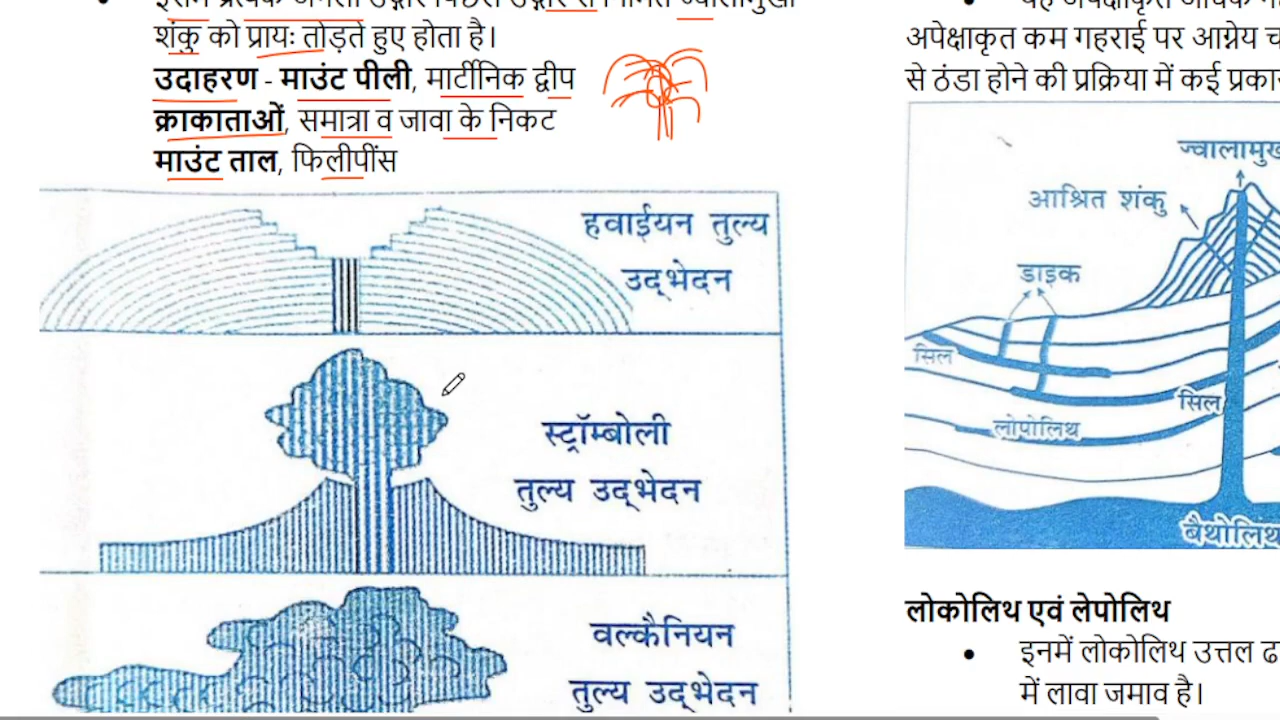 शंकु को प्रायः तोड़ते हुए होता है।
उदाहरण - माउंट पीली, मार्टीनिक द्वीप
क्राकाताओं, समात्रा व जावा के निकट
माउंट ताल, फिलीपींस
हवाईयन तुल्य
उद्भेदन
स्ट्रॉम्बोली
तुल्य उद्भेदन
वल्कैनियन
तुल्य उद्भेदन
अपेक्षाकृत कम गहराई पर आग्नेय
से ठंडा होने की प्रक्रिया में कई
आश्रित शंकु
डाइक
सिल
सिल
लोपोलिथ
बैथोलिथ
लोकोलिथ एवं लेपोलिथ
• इनमें लोकोलिथ उत्तल
में लावा जमाव है।